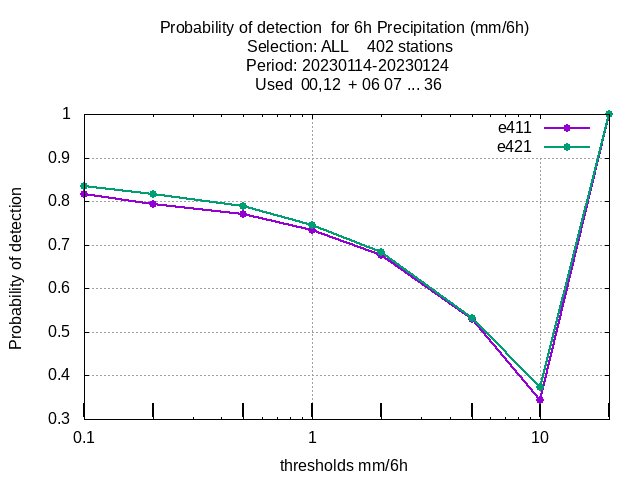 Probability of detection  for 6h Precipitation (mm/6h)
Selection: ALL    402 stations
Period: 20230114-20230124
Used  00,12  + 06 07 ... 36
1
0.9
0.8
0.7
0.6
0.5
0.4
0.3
Probability of detection
e411
e421
0.1
1
10
thresholds mm/6h